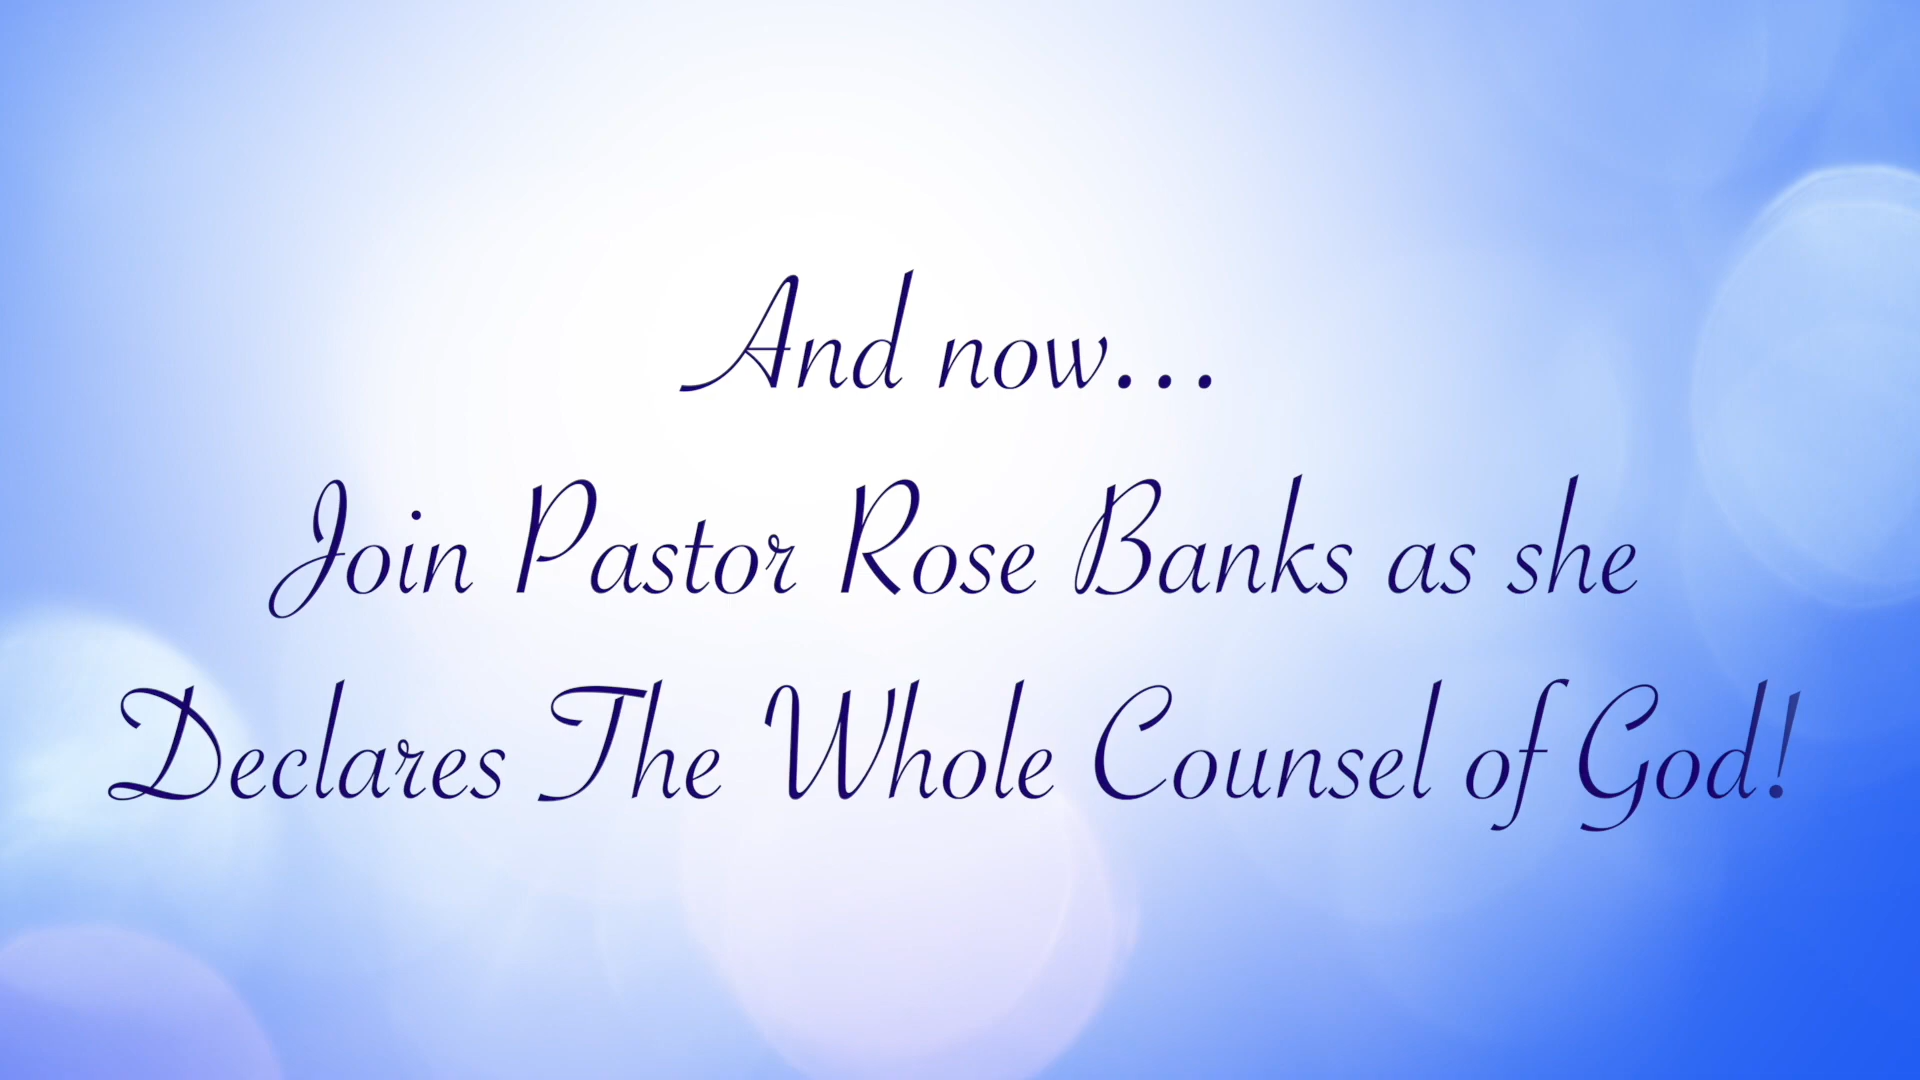 And now...
Join Pastor Rose Banks as she
Declares The Whole Counsel of God!